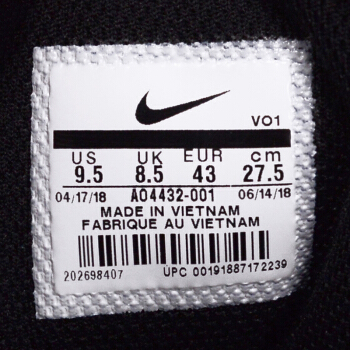 VO1
US UK EUR cm
9.5 8.5 43 27.5
04/17/18 AO4432-001 06/14/18
MADE IN VIETNAM
FABRIQUE AU VIETNAM
202698407 UPC 00191887172239